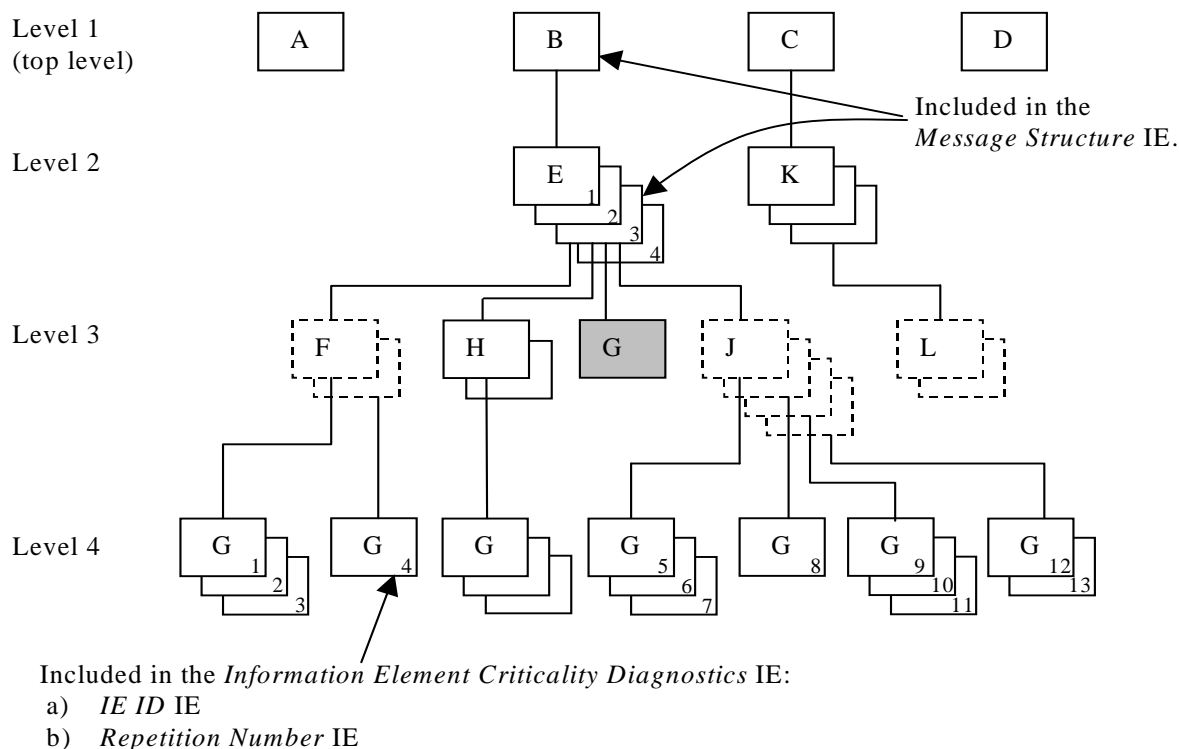 Level 1
(top level)
A
B
C
D
Included in the
Message Structure IE.
Level 2
E
1
2
3
4
K
Level 3
F
H
G
J
L
Level 4
G
1
2
3
G
4
G
G
5
6
7
G
8
G
9
10
11
G
12
13
Included in the Information Element Criticality Diagnostics IE:
a) IE ID IE
b) Repetition Number IE